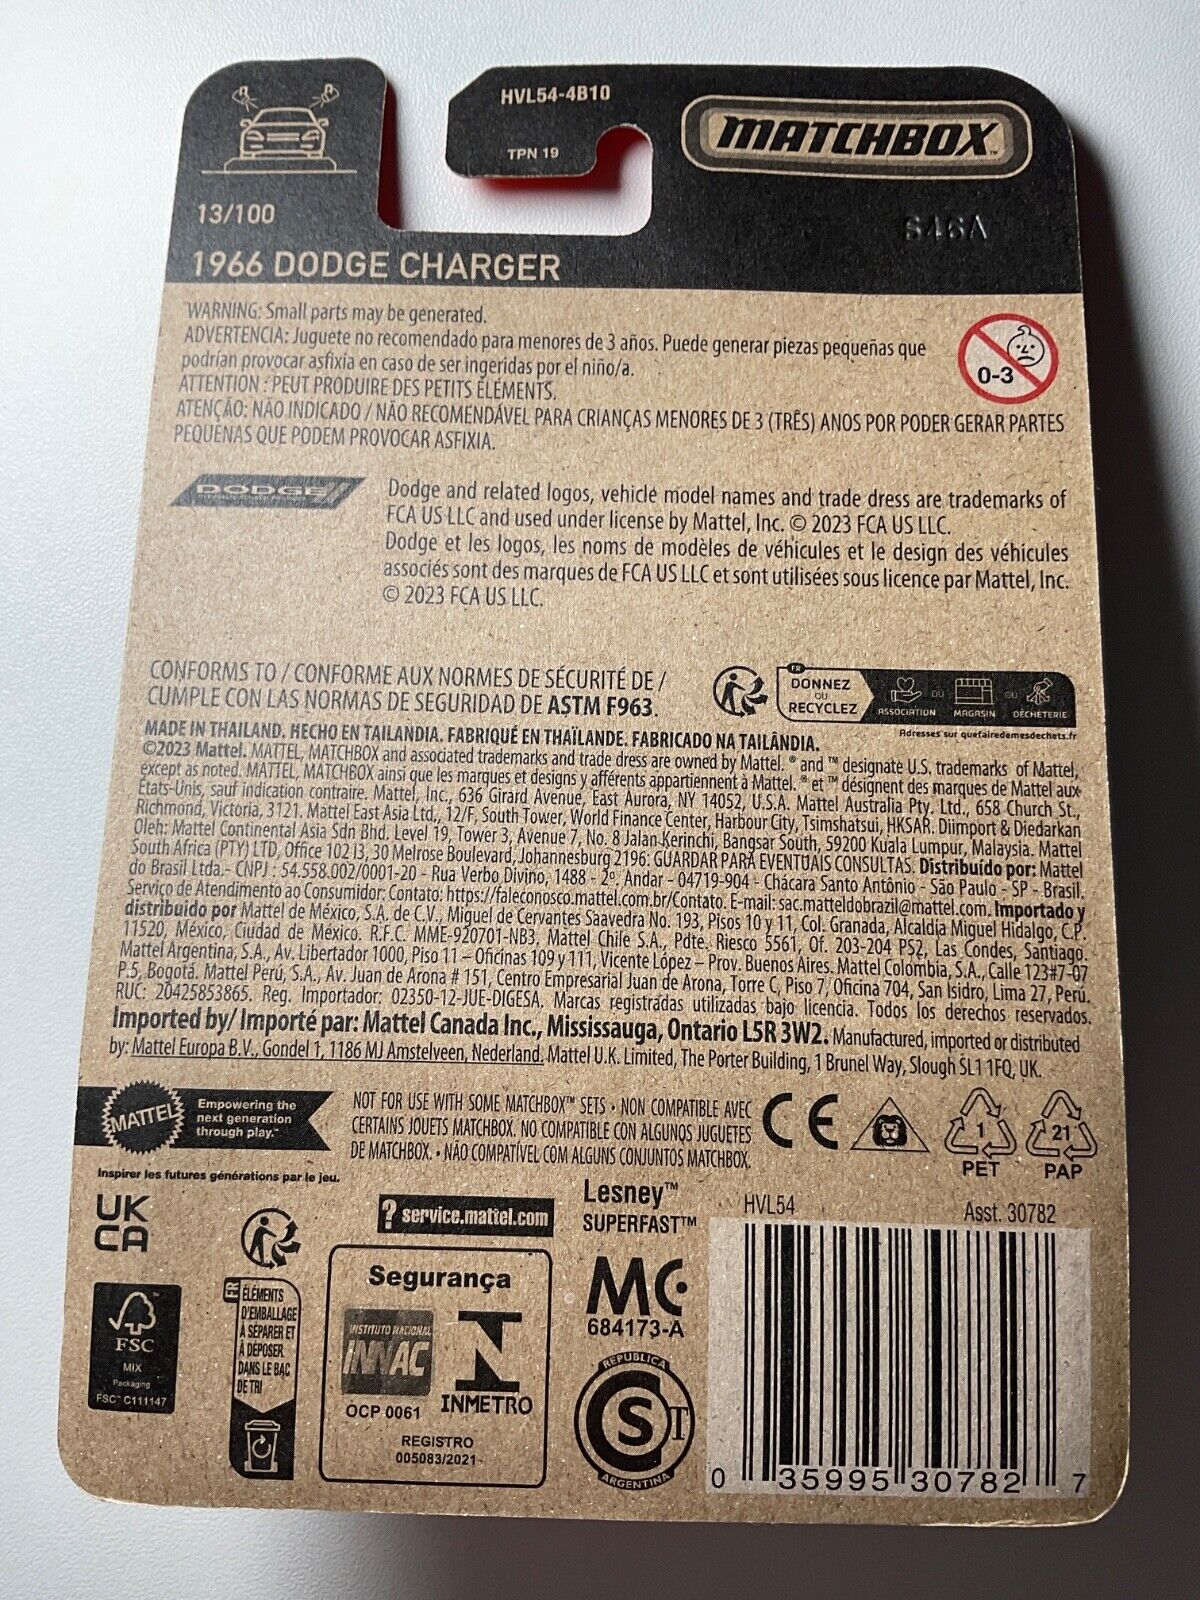 HVL54-4B10
TPN 19
MATCHBOX™
13/100
S46A
1966 DODGE CHARGER
WARNING: Small parts may be generated.
ADVERTENCIA: Juguete no recomendado para menores de 3 años. Puede generar piezas pequeñas que
podrían provocar asfixia en caso de ser ingeridas por el niño/a.
ATTENTION : PEUT PRODUIRE DES PETITS ÉLÉMENTS.
ATENÇÃO: NÃO INDICADO / NÃO RECOMENDÁVEL PARA CRIANÇAS MENORES DE 3 (TRÊS) ANOS POR PODER GERAR PARTES
PEQUENAS QUE PODEM PROVOCAR ASFIXIA.
0-3
DODGE
Dodge and related logos, vehicle model names and trade dress are trademarks of
FCA US LLC and used under license by Mattel, Inc. © 2023 FCA US LLC.
Dodge et les logos, les noms de modèles de véhicules et le design des véhicules
associés sont des marques de FCA US LLC et sont utilisées sous licence par Mattel, Inc.
© 2023 FCA US LLC.
CONFORMS TO / CONFORME AUX NORMES DE SÉCURITÉ DE /
CUMPLE CON LAS NORMAS DE SEGURIDAD DE ASTM F963.
FR
DONNEZ
OU
RECYCLEZ
ASSOCIATION OU MAGASIN OU DÉCHÈTERIE
Adresses sur quefairedemesdechets.fr
MADE IN THAILAND. HECHO EN TAILANDIA. FABRIQUÉ EN THAÏLANDE. FABRICADO NA TAILÂNDIA.
©2023 Mattel. MATTEL, MATCHBOX and associated trademarks and trade dress are owned by Mattel. ® and ™ designate U.S. trademarks of Mattel,
except as noted. MATTEL, MATCHBOX ainsi que les marques et designs y afférents appartiennent à Mattel. ® et ™ désignent des marques de Mattel aux
États-Unis, sauf indication contraire. Mattel, Inc., 636 Girard Avenue, East Aurora, NY 14052, U.S.A. Mattel Australia Pty. Ltd., 658 Church St.,
Richmond, Victoria, 3121. Mattel East Asia Ltd., 12/F, South Tower, World Finance Center, Harbour City, Tsimshatsui, HKSAR. Diimport & Diedarkan
Oleh: Mattel Continental Asia Sdn Bhd. Level 19, Tower 3, Avenue 7, No. 8 Jalan Kerinchi, Bangsar South, 59200 Kuala Lumpur, Malaysia. Mattel
South Africa (PTY) LTD, Office 102 I3, 30 Melrose Boulevard, Johannesburg 2196: GUARDAR PARA EVENTUAIS CONSULTAS. Distribuído por: Mattel
do Brasil Ltda.- CNPJ : 54.558.002/0001-20 - Rua Verbo Divino, 1488 - 2º. Andar - 04719-904 - Chácara Santo Antônio - São Paulo - SP - Brasil.
Serviço de Atendimento ao Consumidor: Contato: https://faleconosco.mattel.com.br/Contato. E-mail: sac.matteldobrazil@mattel.com. Importado y
distribuido por Mattel de México, S.A. de C.V., Miguel de Cervantes Saavedra No. 193, Pisos 10 y 11, Col. Granada, Alcaldía Miguel Hidalgo, C.P.
11520, México, Ciudad de México. R.F.C. MME-920701-NB3. Mattel Chile S.A., Pdte. Riesco 5561, Of. 203-204 PS2, Las Condes, Santiago.
Mattel Argentina, S.A., Av. Libertador 1000, Piso 11 – Oficinas 109 y 111, Vicente López – Prov. Buenos Aires. Mattel Colombia, S.A., Calle 123#7-07
P.5, Bogotá. Mattel Perú, S.A., Av. Juan de Arona # 151, Centro Empresarial Juan de Arona, Torre C, Piso 7, Oficina 704, San Isidro, Lima 27, Perú.
RUC: 20425853865. Reg. Importador: 02350-12-JUE-DIGESA. Marcas registradas utilizadas bajo licencia. Todos los derechos reservados.
Imported by/ Importé par: Mattel Canada Inc., Mississauga, Ontario L5R 3W2. Manufactured, imported or distributed
by: Mattel Europa B.V., Gondel 1, 1186 MJ Amstelveen, Nederland. Mattel U.K. Limited, The Porter Building, 1 Brunel Way, Slough SL1 1FQ, UK.
MATTEL
Empowering the
next generation
through play.™
Inspirer les futures générations par le jeu.
NOT FOR USE WITH SOME MATCHBOX™ SETS • NON COMPATIBLE AVEC
CERTAINS JOUETS MATCHBOX. NO COMPATIBLE CON ALGUNOS JUGUETES
DE MATCHBOX. • NÃO COMPATÍVEL COM ALGUNS CONJUNTOS MATCHBOX.
CE
1
PET
21
PAP
UK
CA
? service.mattel.com
Lesney™
SUPERFAST™
HVL54
Asst. 30782
FSC
MIX
Packaging
FSC™ C111147
FR
ÉLÉMENTS
D'EMBALLAGE
À SÉPARER ET
À DÉPOSER
DANS LE BAC
DE TRI
Segurança
INSTITUTO NACIONAL
INNAC
OCP 0061
INMETRO
REGISTRO
005083/2021
MC
684173-A
REPUBLICA
CS T
ARGENTINA
0 35995 30782 7